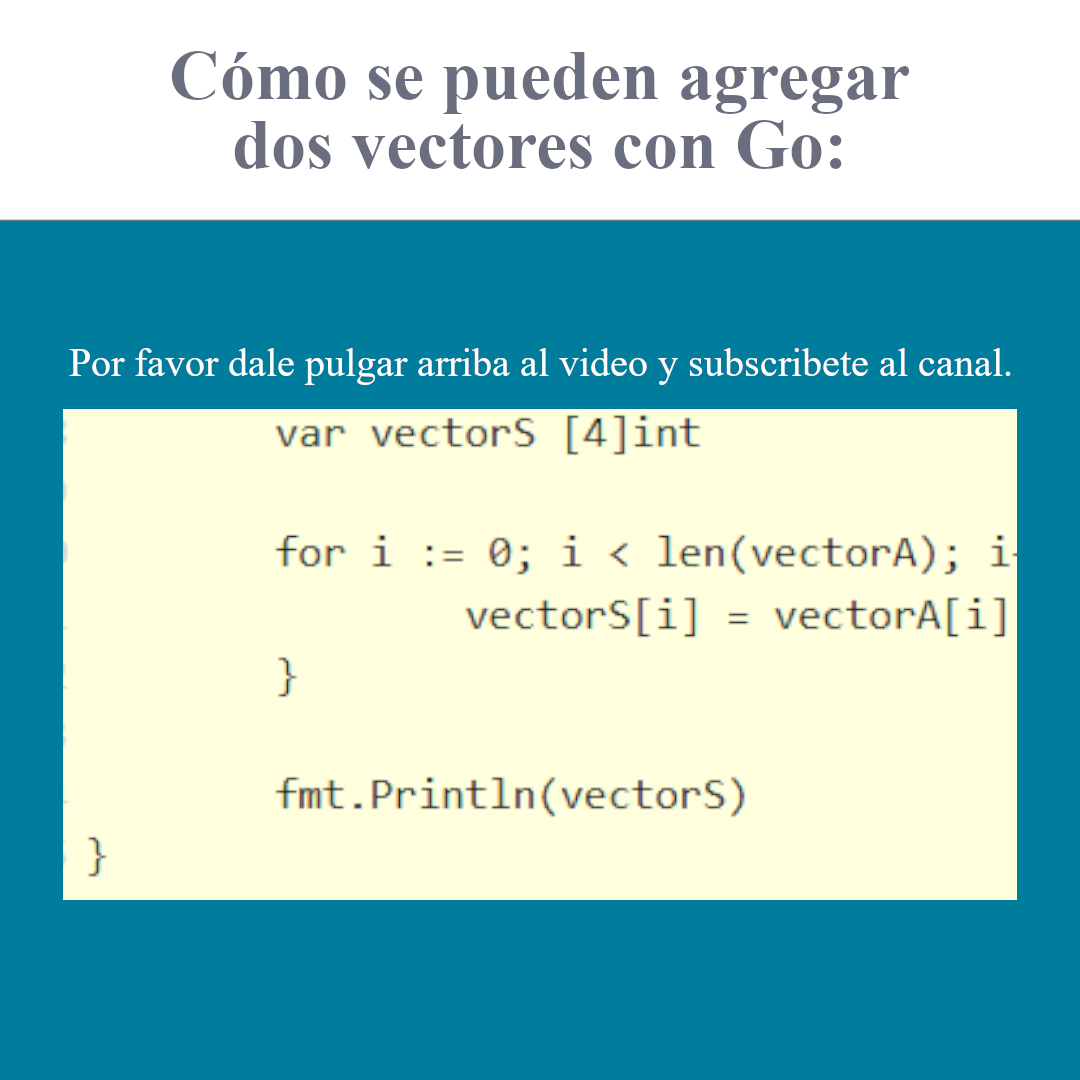 Cómo se pueden agregar
dos vectores con Go:
Por favor dale pulgar arriba al video y subscribete al canal.
var vectorS [4]int
for i := 0; i < len(vectorA); i
vectorS[i] = vectorA[i]
}
fmt.Println(vectorS)
}